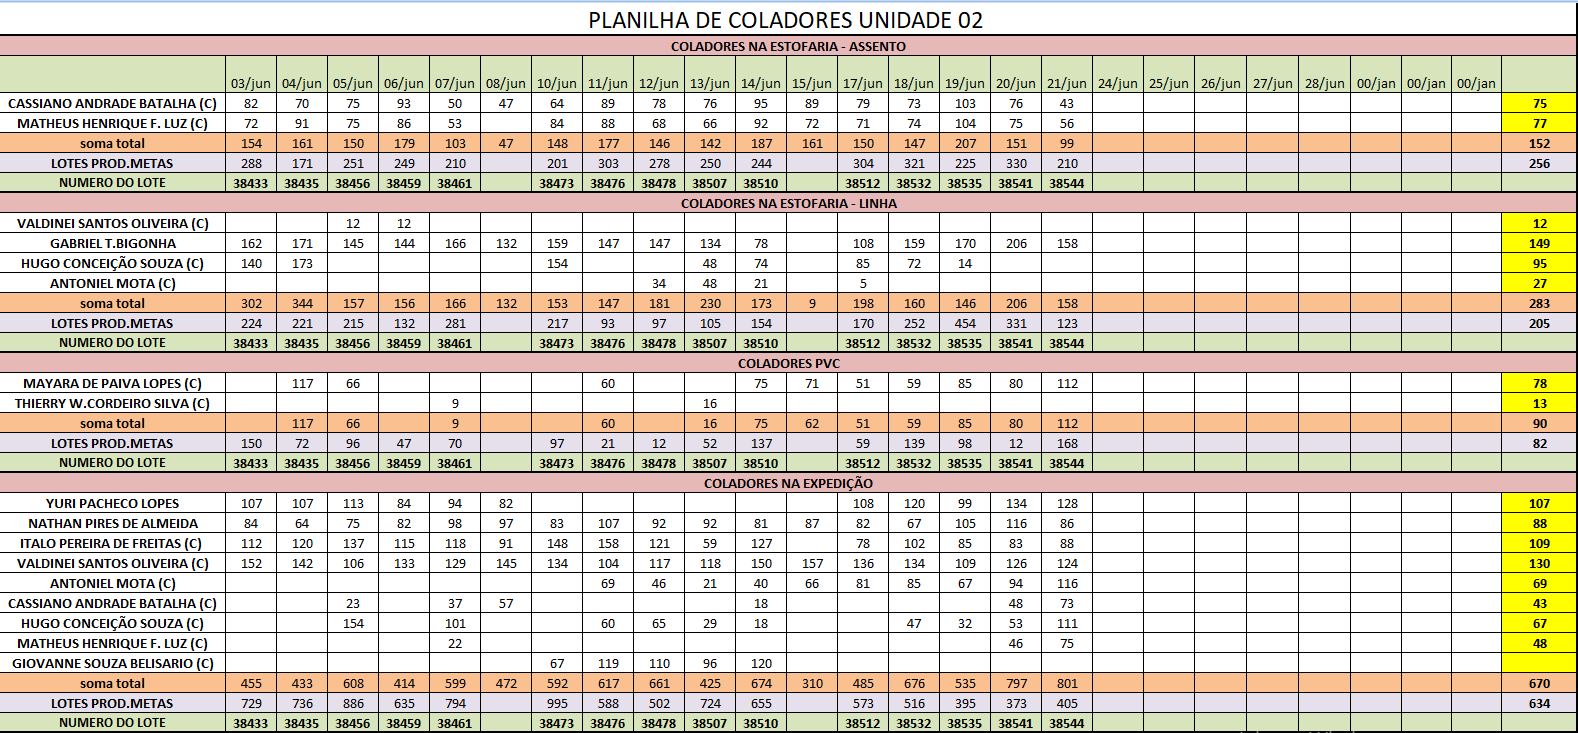 PLANILHA DE COLADORES UNIDADE 02
COLADORES NA ESTOFARIA - ASSENTO
03/jun 04/jun 05/jun 06/jun 07/jun 08/jun 10/jun 11/jun 12/jun 13/jun 14/jun 15/jun 17/jun 18/jun 19/jun 20/jun 21/jun 24/jun 25/jun 26/jun 27/jun 28/jun 00/jan 00/jan 00/jan
CASSIANO ANDRADE BATALHA (C) 82 70 75 93 50 47 64 89 78 76 95 89 79 73 103 76 43 75
MATHEUS HENRIQUE F. LUZ (C) 72 91 75 86 53 84 88 68 66 92 72 71 74 104 75 56 77
soma total 154 161 150 179 103 47 148 177 146 142 187 161 150 147 207 151 99 152
LOTES PROD.METAS 288 171 251 249 210 201 303 278 250 244 304 321 225 330 210 256
NUMERO DO LOTE 38433 38435 38456 38459 38461 38473 38476 38478 38507 38510 38512 38532 38535 38541 38544
COLADORES NA ESTOFARIA - LINHA
VALDINEI SANTOS OLIVEIRA (C) 12 12 12
GABRIEL T.BIGONHA 162 171 145 144 166 132 159 147 147 134 78 108 159 170 206 158 149
HUGO CONCEIÇÃO SOUZA (C) 140 173 154 48 74 85 72 14 95
ANTONIEL MOTA (C) 34 48 21 5 27
soma total 302 344 157 156 166 132 153 147 181 230 173 9 198 160 146 206 158 283
LOTES PROD.METAS 224 221 215 132 281 217 93 97 105 154 170 252 454 331 123 205
NUMERO DO LOTE 38433 38435 38456 38459 38461 38473 38476 38478 38507 38510 38512 38532 38535 38541 38544
COLADORES PVC
MAYARA DE PAIVA LOPES (C) 117 66 60 75 71 51 59 85 80 112 78
THIERRY W.CORDEIRO SILVA (C) 9 16 13
soma total 117 66 9 60 16 75 62 51 59 85 80 112 90
LOTES PROD.METAS 150 72 96 47 70 97 21 12 52 137 59 139 98 12 168 82
NUMERO DO LOTE 38433 38435 38456 38459 38461 38473 38476 38478 38507 38510 38512 38532 38535 38541 38544
COLADORES NA EXPEDIÇÃO
YURI PACHECO LOPES 107 107 113 84 94 82 108 120 99 134 128 107
NATHAN PIRES DE ALMEIDA 84 64 75 82 98 97 83 107 92 92 81 87 82 67 105 116 86 88
ITALO PEREIRA DE FREITAS (C) 112 120 137 115 118 91 148 158 121 59 127 78 102 85 83 88 109
VALDINEI SANTOS OLIVEIRA (C) 152 142 106 133 129 145 134 104 117 118 150 157 136 134 109 126 124 130
ANTONIEL MOTA (C) 69 46 21 40 66 81 85 67 94 116 69
CASSIANO ANDRADE BATALHA (C) 23 37 57 18 48 73 43
HUGO CONCEIÇÃO SOUZA (C) 154 101 60 65 29 18 47 32 53 111 67
MATHEUS HENRIQUE F. LUZ (C) 22 46 75 48
GIOVANNE SOUZA BELISARIO (C) 67 119 110 96 120
soma total 455 433 608 414 599 472 592 617 661 425 674 310 485 676 535 797 801 670
LOTES PROD.METAS 729 736 886 635 794 995 588 502 724 655 573 516 395 373 405 634
NUMERO DO LOTE 38433 38435 38456 38459 38461 38473 38476 38478 38507 38510 38512 38532 38535 38541 38544